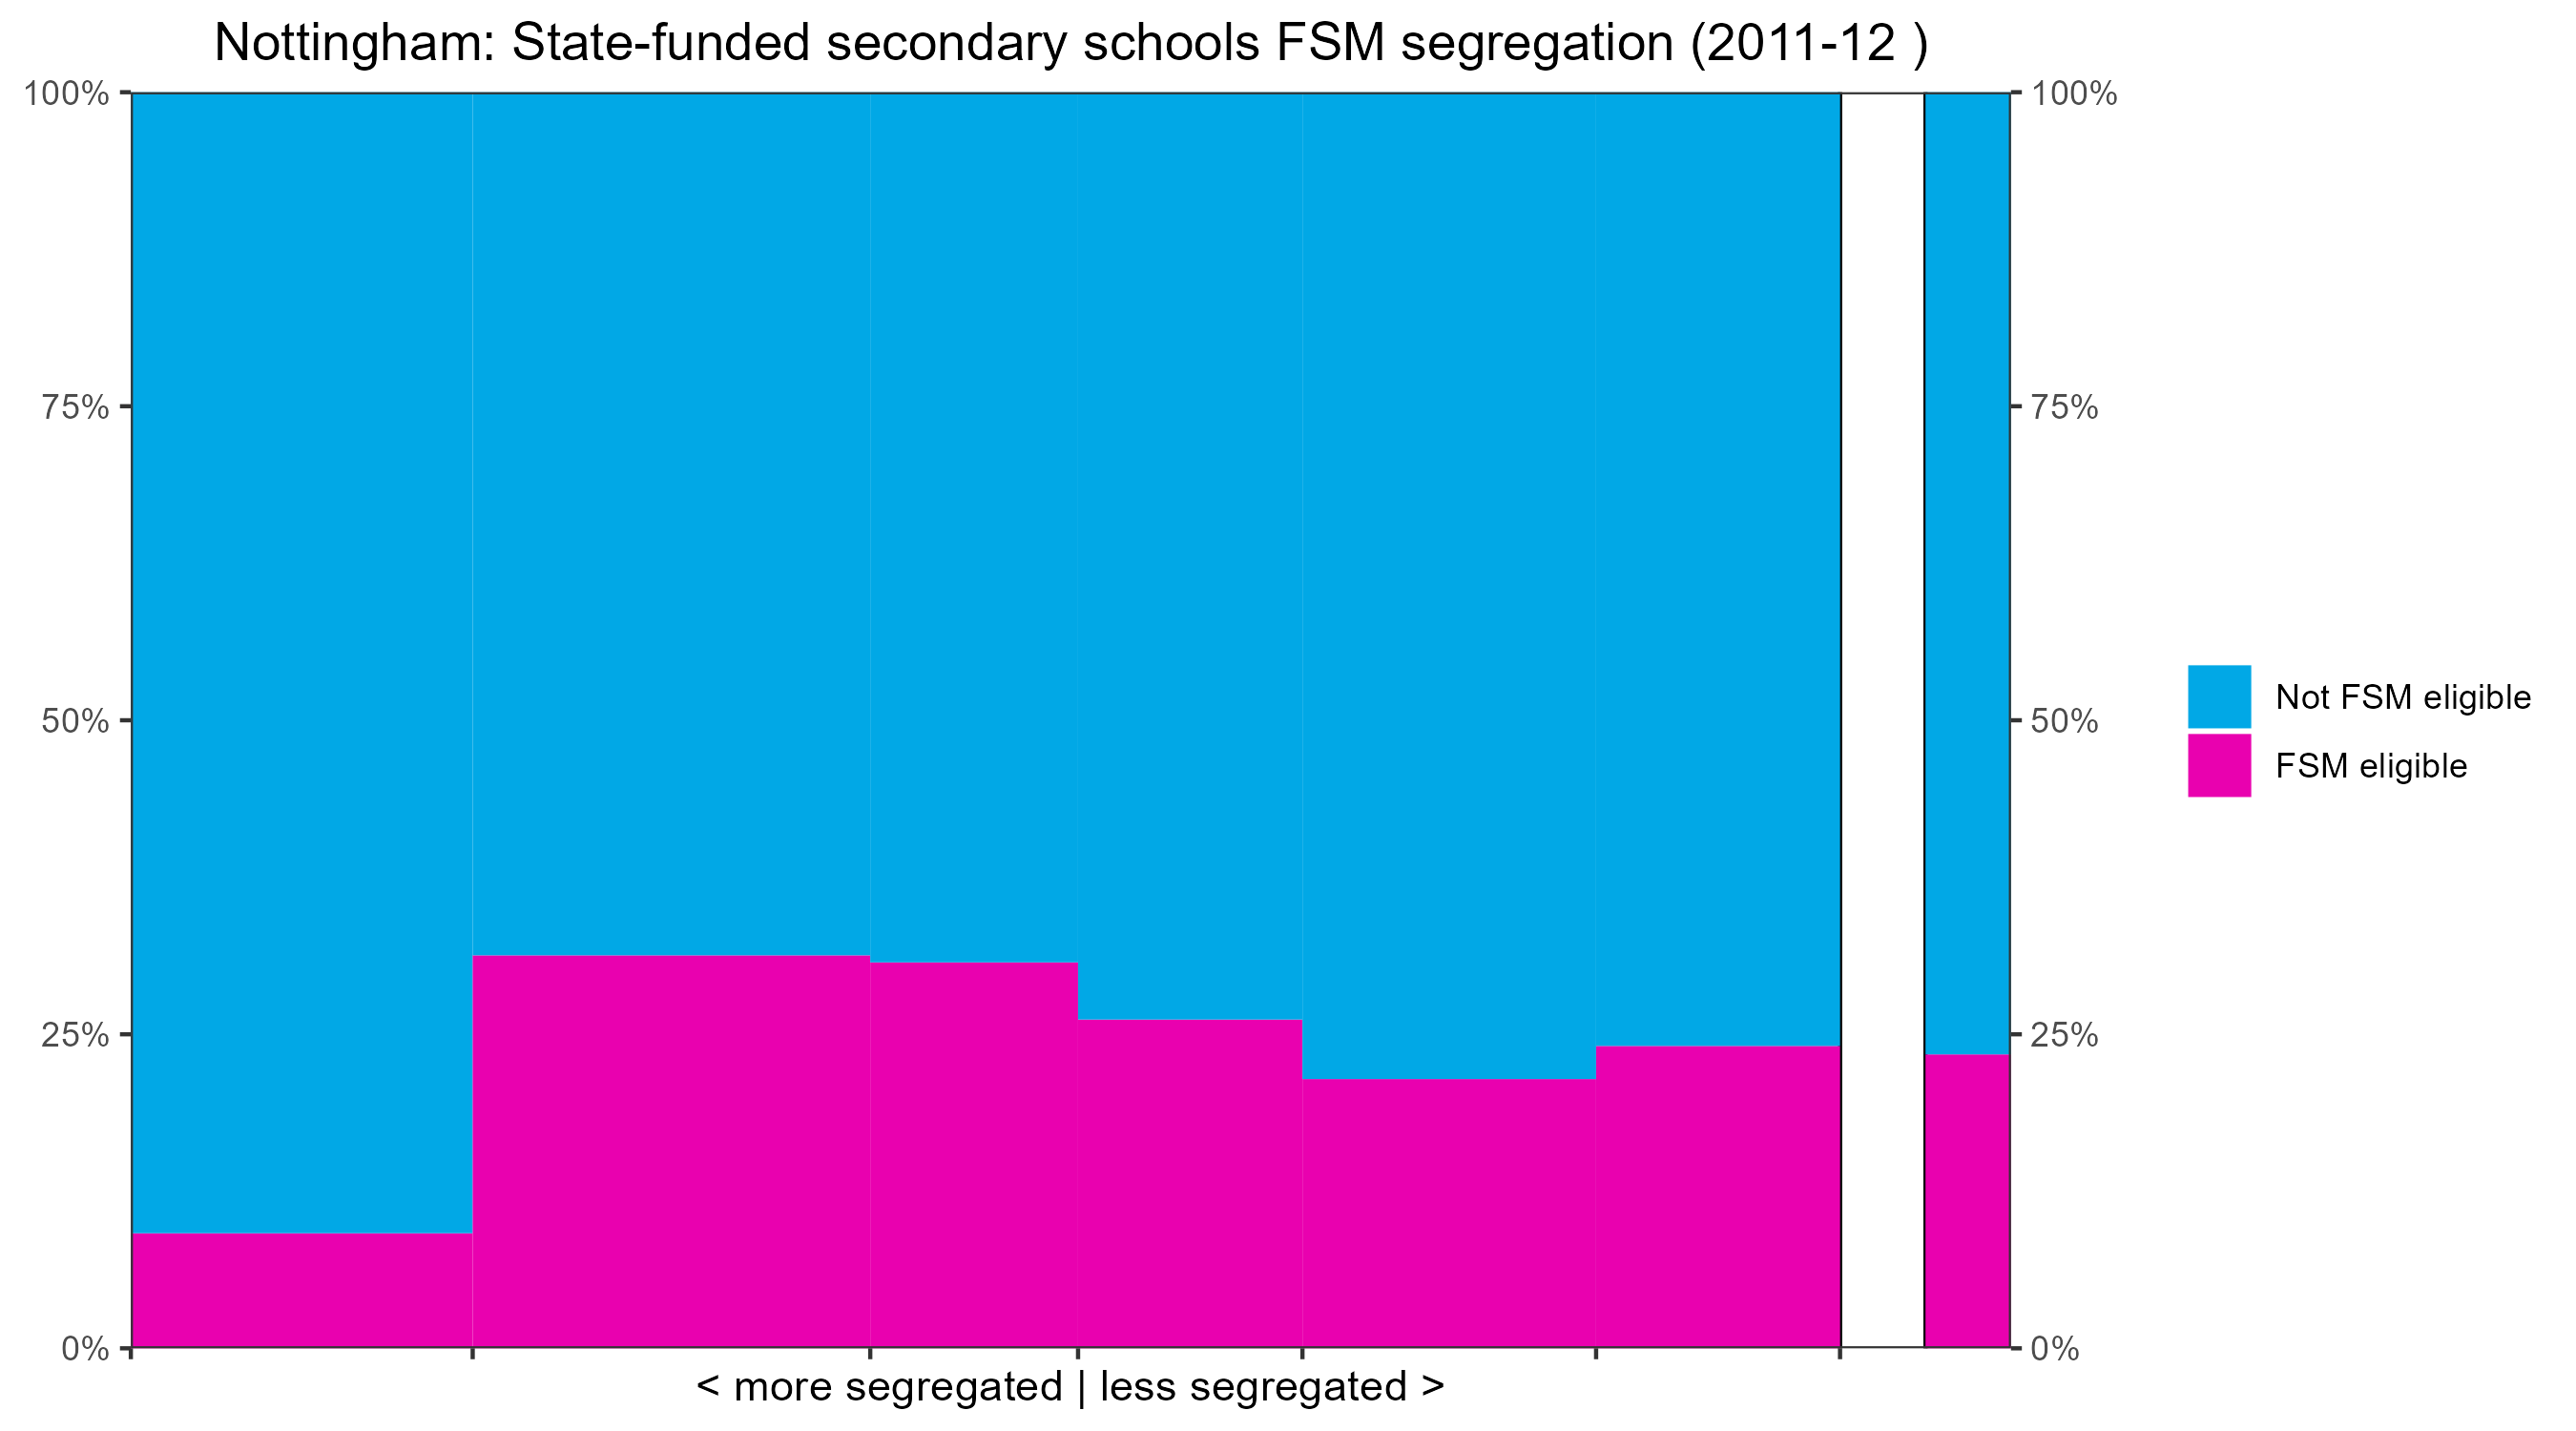 Nottingham: State-funded secondary schools FSM segregation (2011-12 )
100%
75%
50%
25%
0%
100%
75%
50%
25%
0%
Not FSM eligible
FSM eligible
< more segregated | less segregated >